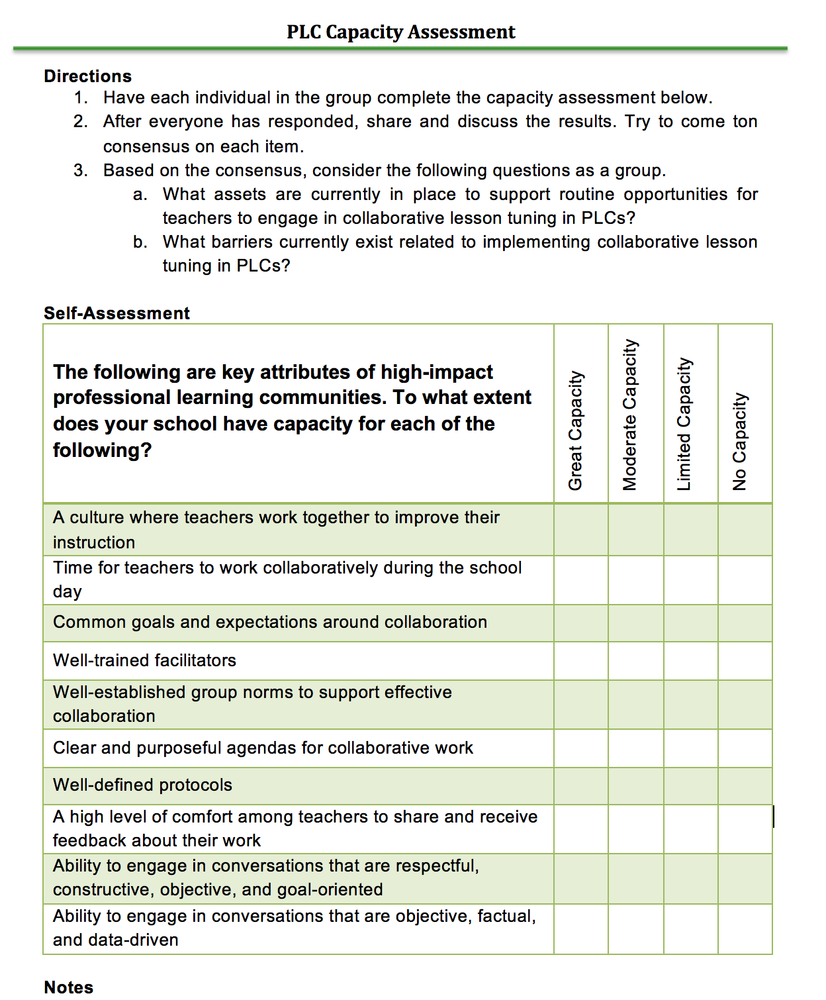 PLC Capacity Assessment
Directions
1. Have each individual in the group complete the capacity assessment below.
2. After everyone has responded, share and discuss the results. Try to come ton
consensus on each item.
3. Based on the consensus, consider the following questions as a group.
a. What assets are currently in place to support routine opportunities for
teachers to engage in collaborative lesson tuning in PLCs?
b. What barriers currently exist related to implementing collaborative lesson
tuning in PLCs?
Self-Assessment
The following are key attributes of high-impact
professional learning communities. To what extent
does your school have capacity for each of the
following?
Great Capacity
Moderate Capacity
Limited Capacity
No Capacity
A culture where teachers work together to improve their
instruction
Time for teachers to work collaboratively during the school
day
Common goals and expectations around collaboration
Well-trained facilitators
Well-established group norms to support effective
collaboration
Clear and purposeful agendas for collaborative work
Well-defined protocols
A high level of comfort among teachers to share and receive
feedback about their work
Ability to engage in conversations that are respectful,
constructive, objective, and goal-oriented
Ability to engage in conversations that are objective, factual,
and data-driven
Notes